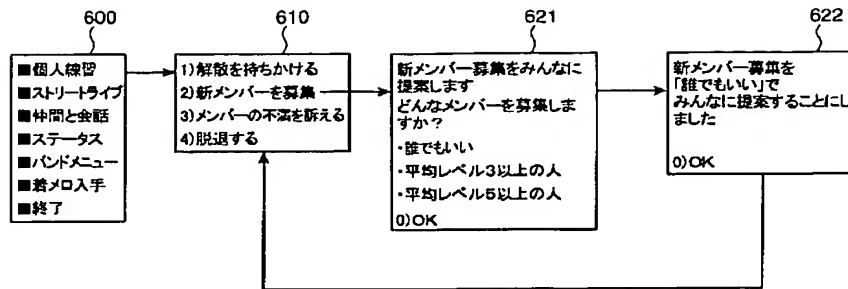 600
610
621
622
■個人練習
■ストリートライブ
■仲間と会話
■ステータス
■バンドメニュー
■着メロ入手
■終了
1)解散を持ちかける
2)新メンバーを募集
3)メンバーの不満を訴える
4)脱退する
新メンバー募集をみんなに
提案します
どんなメンバーを募集しま
すか?
・誰でもいい
・平均レベル3以上の人
・平均レベル5以上の人
0)OK
新メンバー募集を
「誰でもいい」で
みんなに提案することにし
ました
0)OK